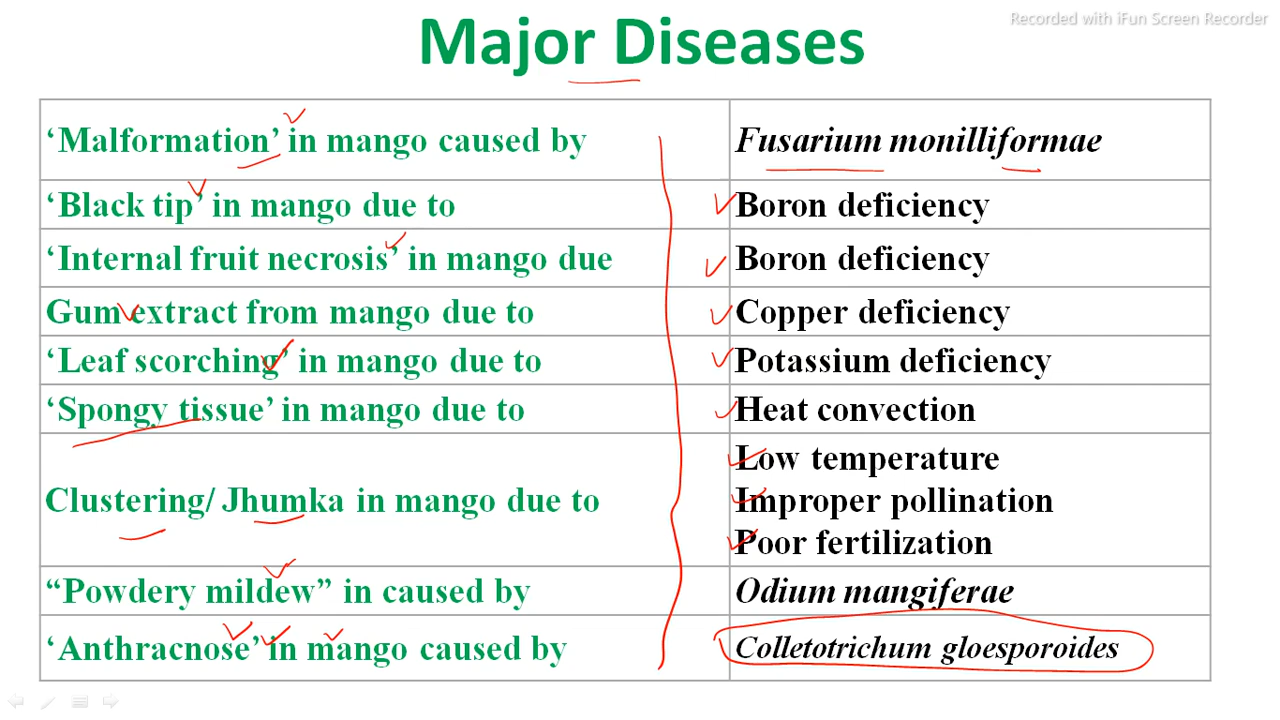 Recorded with iFun Screen Recorder
Major Diseases
‘Malformation’ in mango caused by
Fusarium monilliformae
‘Black tip’ in mango due to
Boron deficiency
‘Internal fruit necrosis’ in mango due
Boron deficiency
Gum extract from mango due to
Copper deficiency
‘Leaf scorching’ in mango due to
Potassium deficiency
‘Spongy tissue’ in mango due to
Heat convection
Clustering/ Jhumka in mango due to
Low temperature
Improper pollination
Poor fertilization
“Powdery mildew” in caused by
Odium mangiferae
‘Anthracnose’ in mango caused by
Colletotrichum gloesporoides